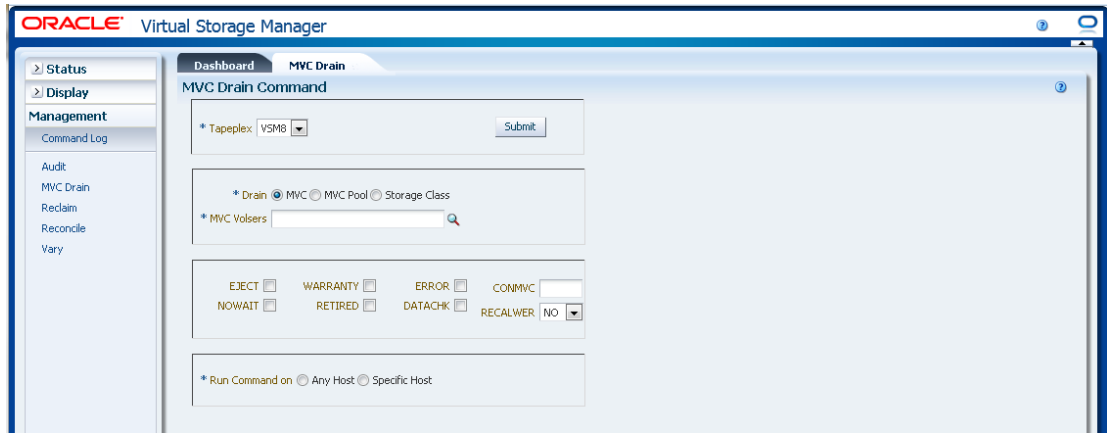 ORACLE Virtual Storage Manager
Status
Display
Management
Command Log
Audit
MVC Drain
Reclaim
Reconcile
Vary
Dashboard MVC Drain
MVC Drain Command
* Tapeplex VSM8 Submit
* Drain MVC MVC Pool Storage Class
* MVC Volsers
EJECT WARRANTY ERROR CONMVC
NOWAIT RETIRED DATACHK RECALWER NO
* Run Command on Any Host Specific Host